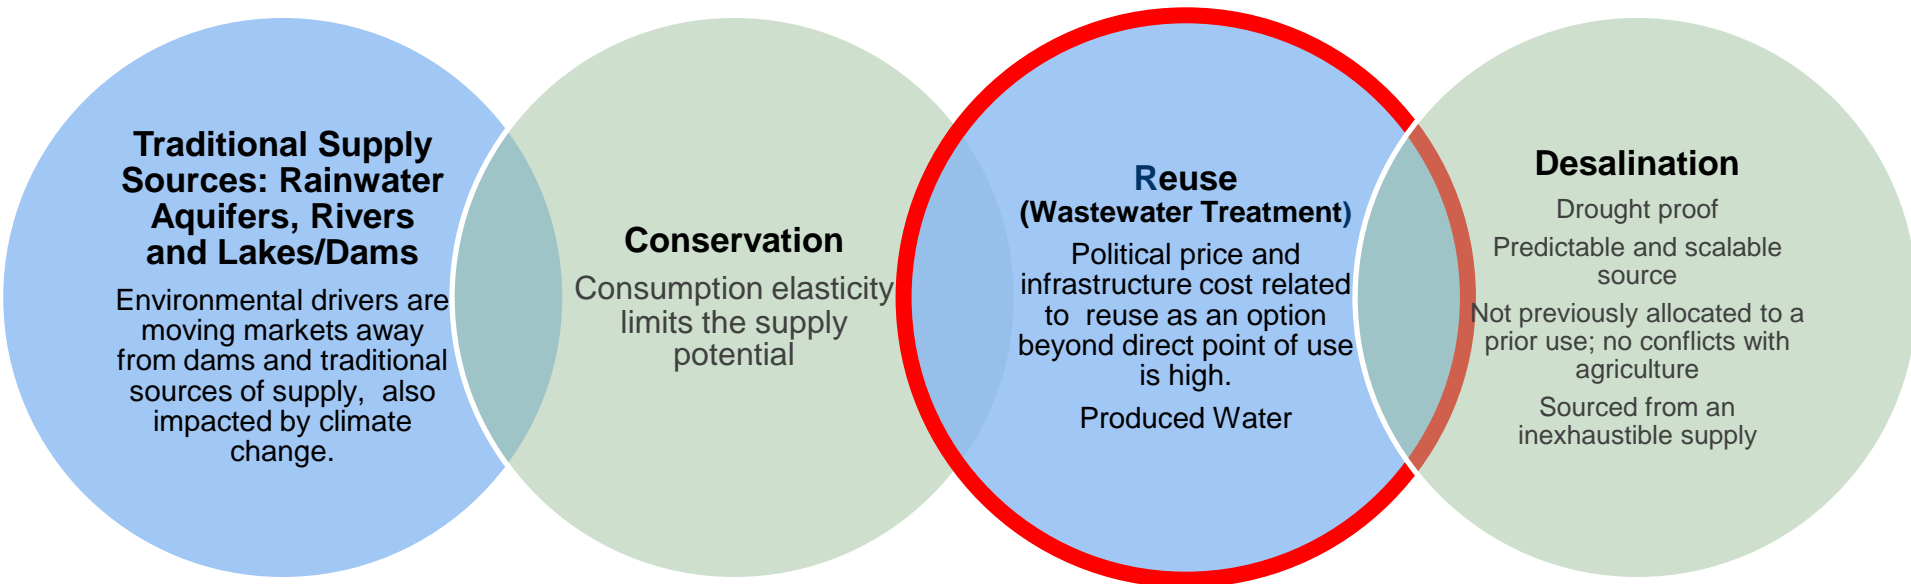 Traditional Supply
Sources: Rainwater
Aquifers, Rivers
and Lakes/Dams
Environmental drivers are
moving markets away
from dams and traditional
sources of supply,  also
impacted by climate
change.
Conservation
Consumption elasticity
limits the supply
potential
Reuse
(Wastewater Treatment)
Political price and
infrastructure cost related
to  reuse as an option
beyond direct point of use
is high.
Produced Water
Desalination
Drought proof
Predictable and scalable
source
Not previously allocated to a
prior use; no conflicts with
agriculture
Sourced from an
inexhaustible supply